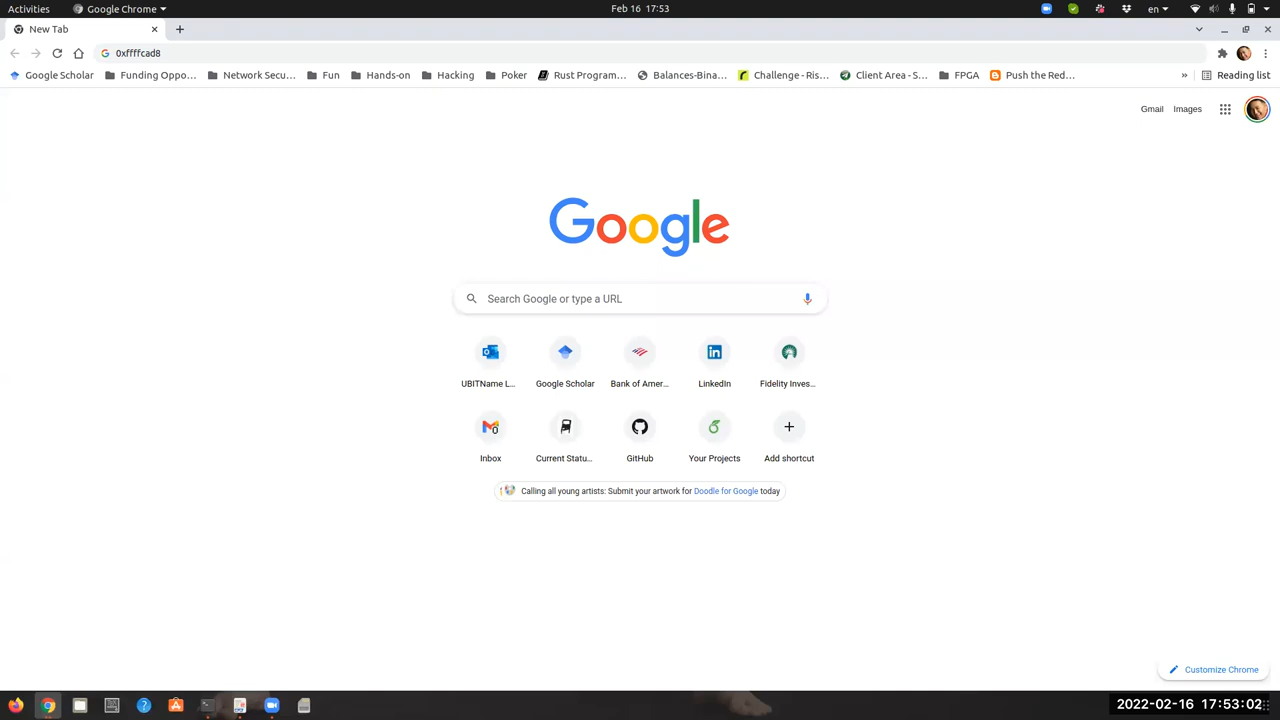 Activities Google Chrome Feb 16 17:53 en
New Tab
0xffffcad8
Google Scholar Funding Oppo... Network Secu... Fun Hands-on Hacking Poker Rust Program... Balances-Bina... Challenge - Ris... Client Area - S... FPGA Push the Red... » Reading list
Gmail Images
Google
Search Google or type a URL
UBITName L... Google Scholar Bank of Amer... LinkedIn Fidelity Inves...
Inbox Current Statu... GitHub Your Projects Add shortcut
Calling all young artists: Submit your artwork for Doodle for Google today
Customize Chrome
2022-02-16 17:53:02